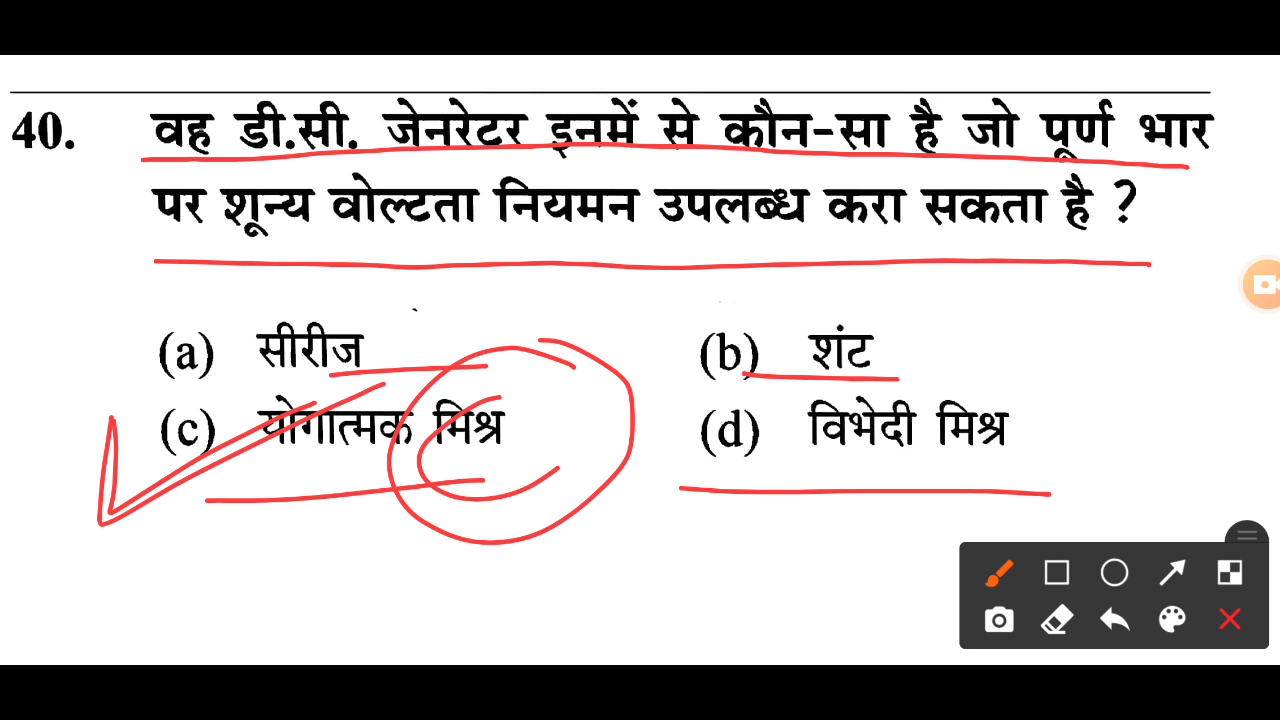 40. वह डी.सी. जेनरेटर इनमें से कौन-सा है जो पूर्ण भार
पर शून्य वोल्टता नियमन उपलब्ध करा सकता है ?
(a) सीरीज (b) शंट
(c) योगात्मक मिश्र (d) विभेदी मिश्र